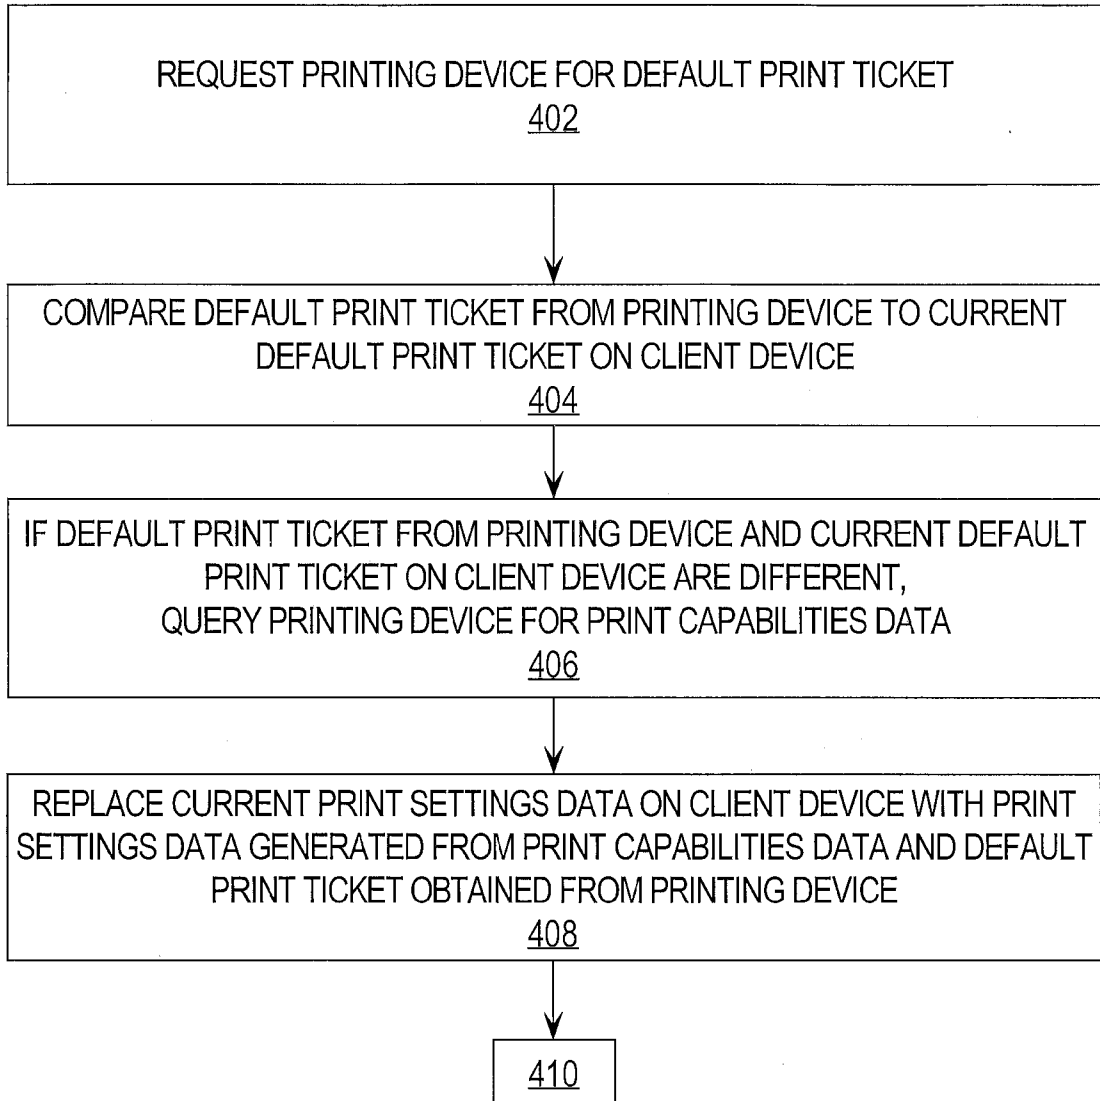 REQUEST PRINTING DEVICE FOR DEFAULT PRINT TICKET
402
COMPARE DEFAULT PRINT TICKET FROM PRINTING DEVICE TO CURRENT
DEFAULT PRINT TICKET ON CLIENT DEVICE
404
IF DEFAULT PRINT TICKET FROM PRINTING DEVICE AND CURRENT DEFAULT
PRINT TICKET ON CLIENT DEVICE ARE DIFFERENT,
QUERY PRINTING DEVICE FOR PRINT CAPABILITIES DATA
406
REPLACE CURRENT PRINT SETTINGS DATA ON CLIENT DEVICE WITH PRINT
SETTINGS DATA GENERATED FROM PRINT CAPABILITIES DATA AND DEFAULT
PRINT TICKET OBTAINED FROM PRINTING DEVICE
408
410